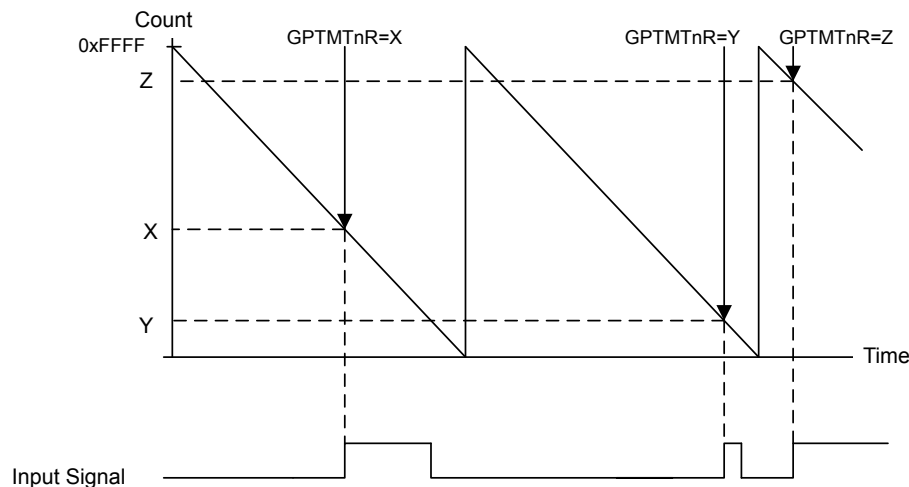 Count
0xFFFF
GPTMTnR=X
GPTMTnR=Y
GPTMTnR=Z
Z
X
Y
Time
Input Signal